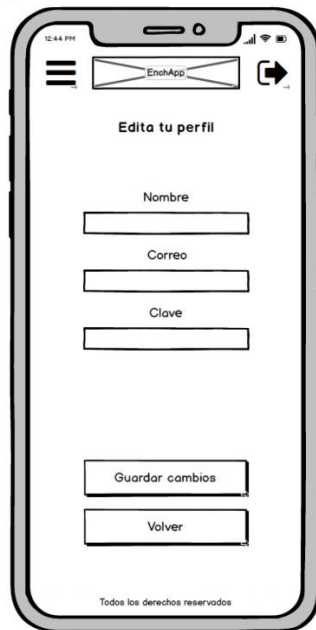 12:44 PM
EnchApp
Edita tu perfil
Nombre
Correo
Clave
Guardar cambios
Volver
Todos los derechos reservados